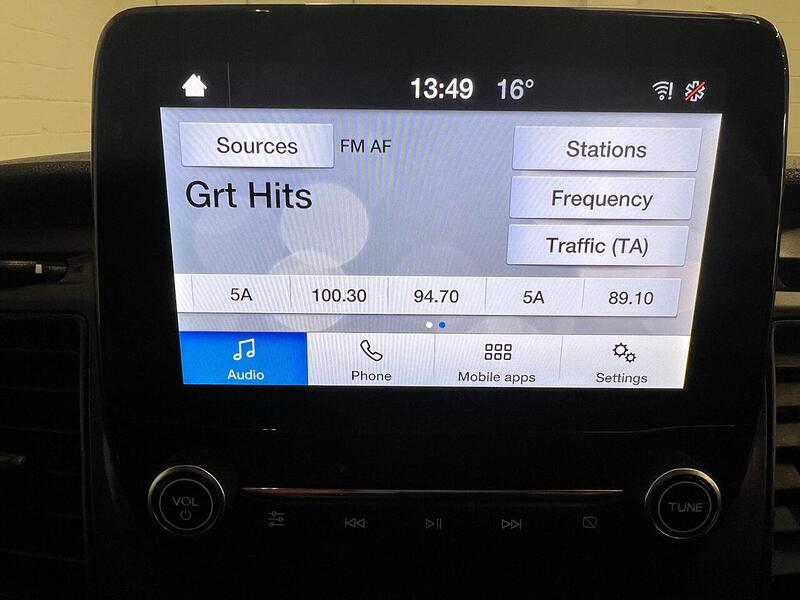 13:49 16°
Sources FM AF Stations
Grt Hits
Frequency
Traffic (TA)
5A 100.30 94.70 5A 89.10
Audio Phone Mobile apps Settings
VOL TUNE